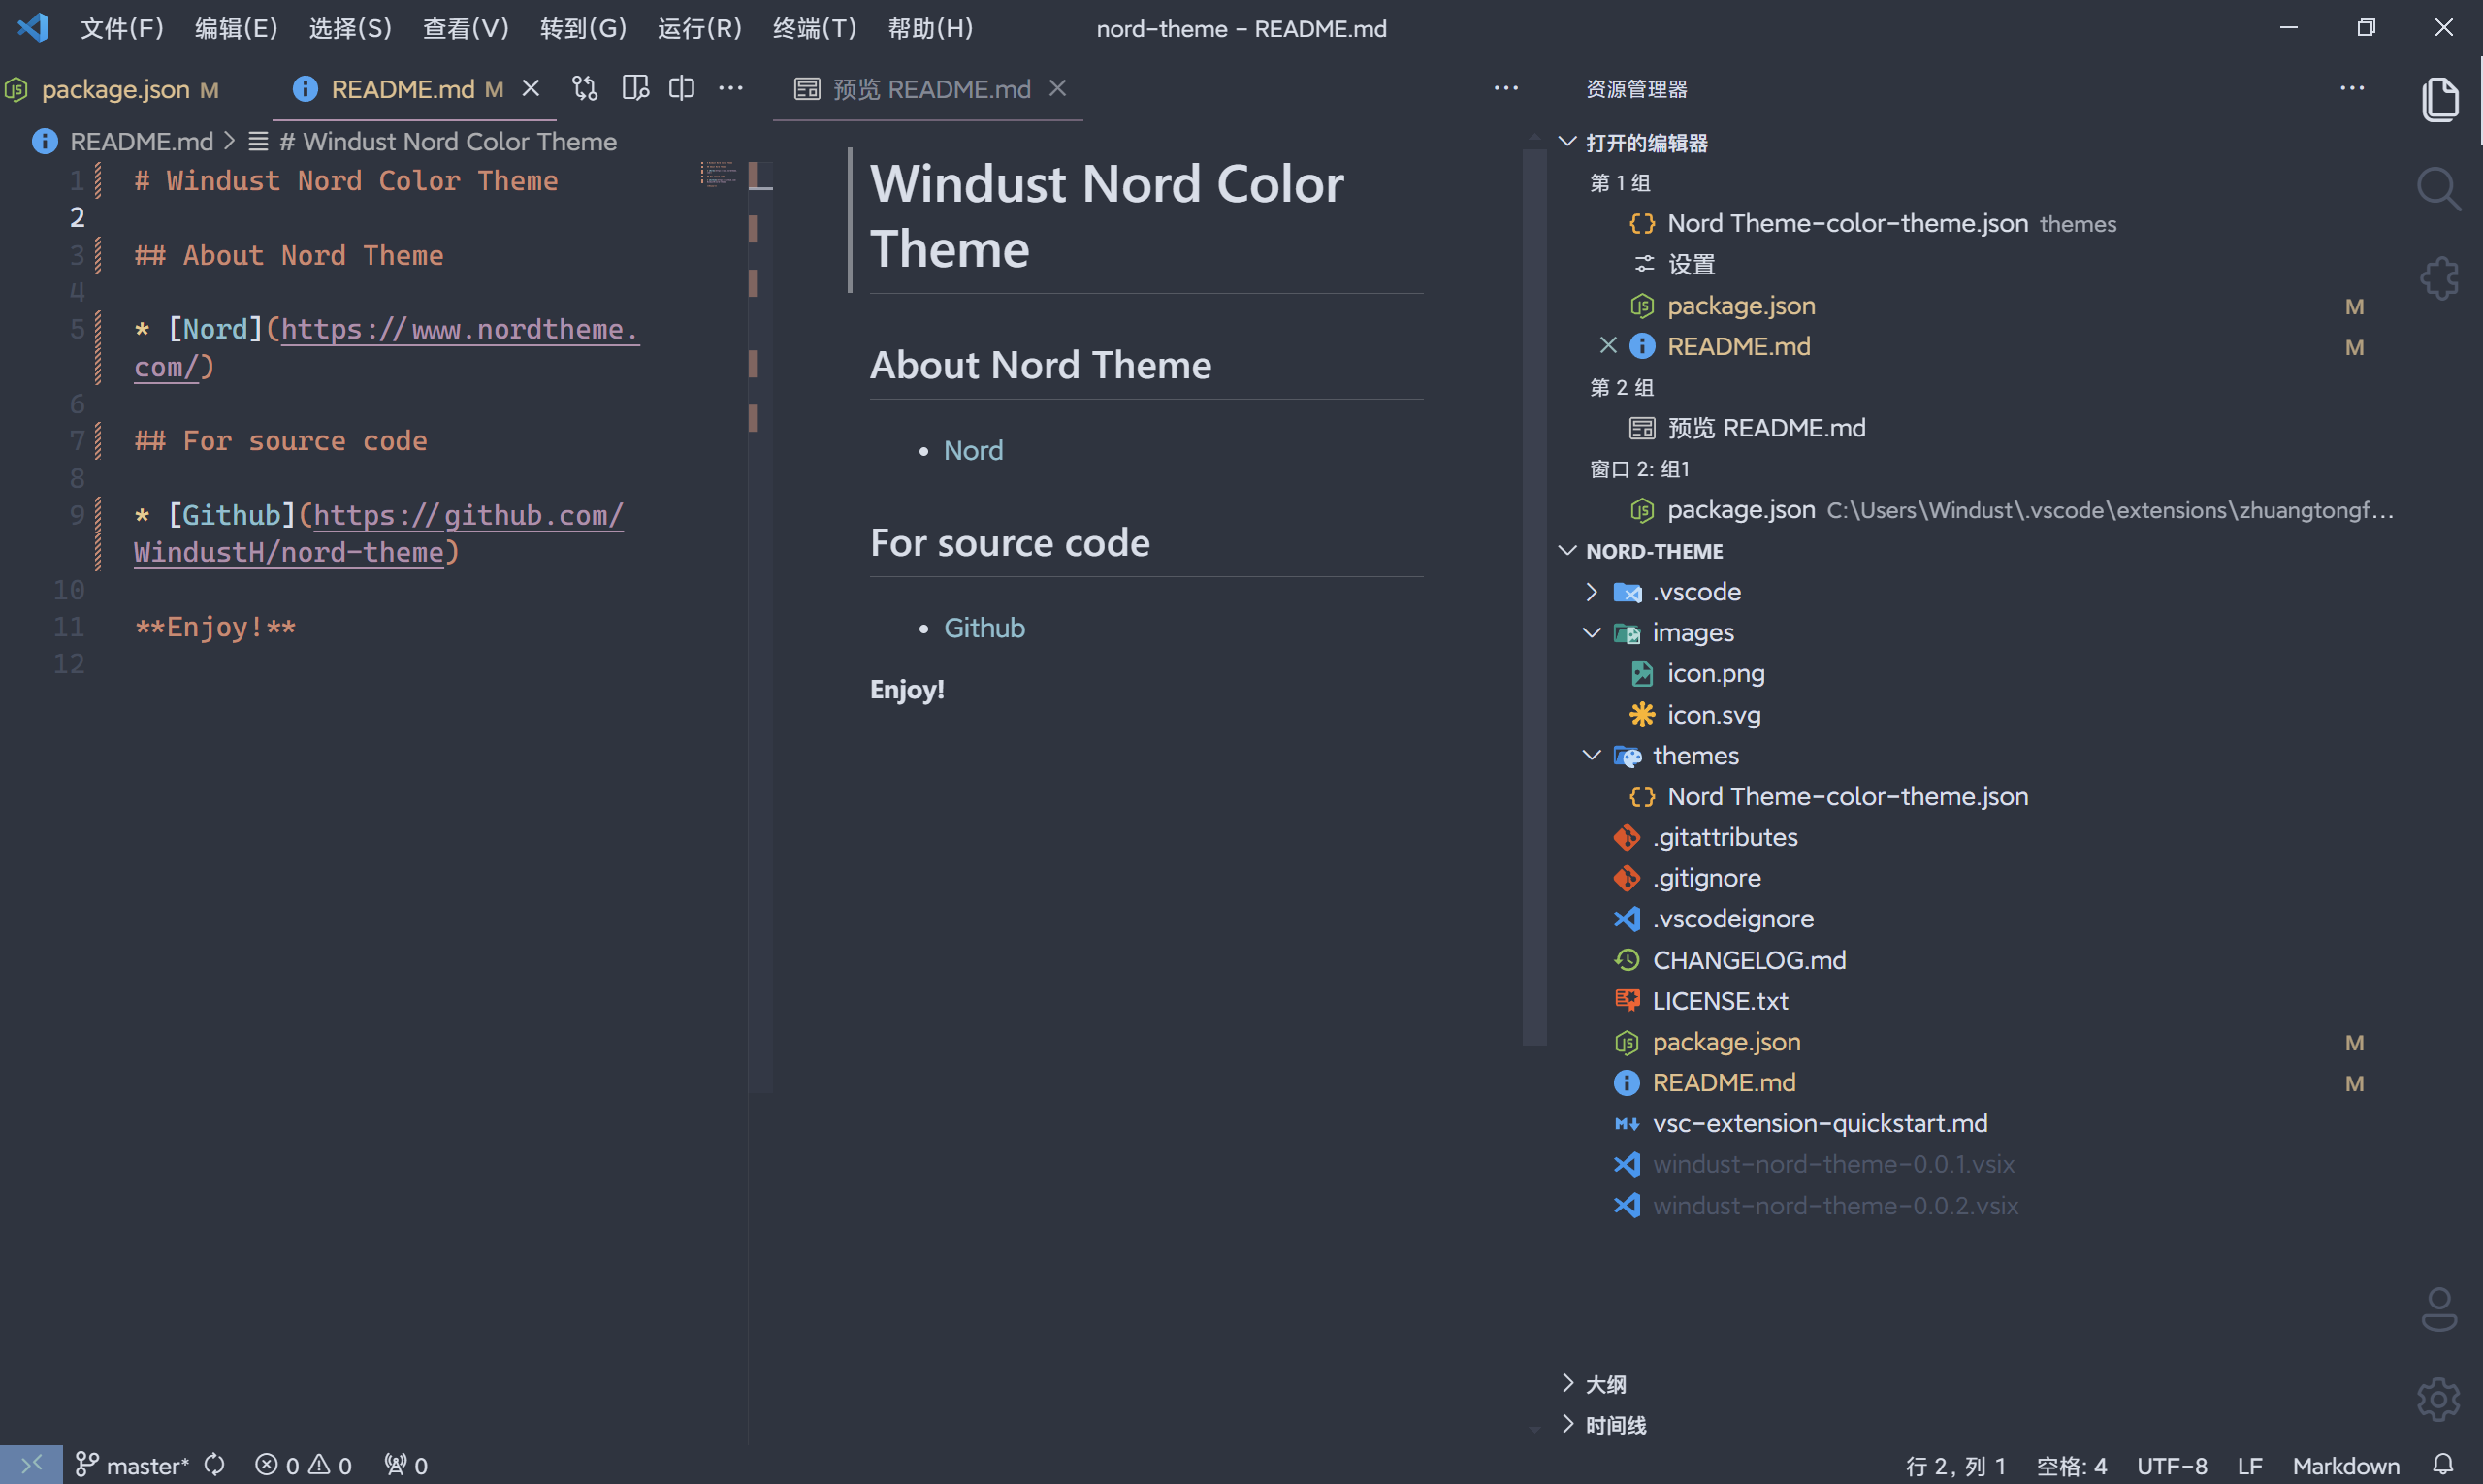 文件(F) 编辑(E) 选择(S) 查看(V) 转到(G) 运行(R) 终端(T) 帮助(H) nord-theme - README.md
package.json M README.md M
README.md > # Windust Nord Color Theme
1 # Windust Nord Color Theme
2
3 ## About Nord Theme
4
5 * [Nord](https://www.nordtheme.
com/)
6
7 ## For source code
8
9 * [Github](https://github.com/
WindustH/nord-theme)
10
11 **Enjoy!**
12
预览 README.md
Windust Nord Color
Theme
About Nord Theme
• Nord
For source code
• Github
Enjoy!
资源管理器
打开的编辑器
第 1 组
Nord Theme-color-theme.json themes
设置
package.json M
README.md M
第 2 组
预览 README.md
窗口 2: 组1
package.json C:\Users\Windust\.vscode\extensions\zhuangtongf...
NORD-THEME
.vscode
images
icon.png
icon.svg
themes
Nord Theme-color-theme.json
.gitattributes
.gitignore
.vscodeignore
CHANGELOG.md
LICENSE.txt
package.json M
README.md M
vsc-extension-quickstart.md
windust-nord-theme-0.0.1.vsix
windust-nord-theme-0.0.2.vsix
大纲
时间线
master* 0 0 0 行 2, 列 1 空格: 4 UTF-8 LF Markdown